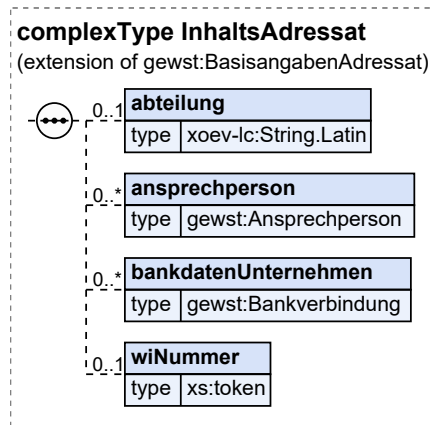 complexType InhaltsAdressat
(extension of gewst:BasisangabenAdressat)
0..1 abteilung
type xoev-lc:String.Latin
0..* ansprechperson
type gewst:Ansprechperson
0..* bankdatenUnternehmen
type gewst:Bankverbindung
0..1 wiNummer
type xs:token